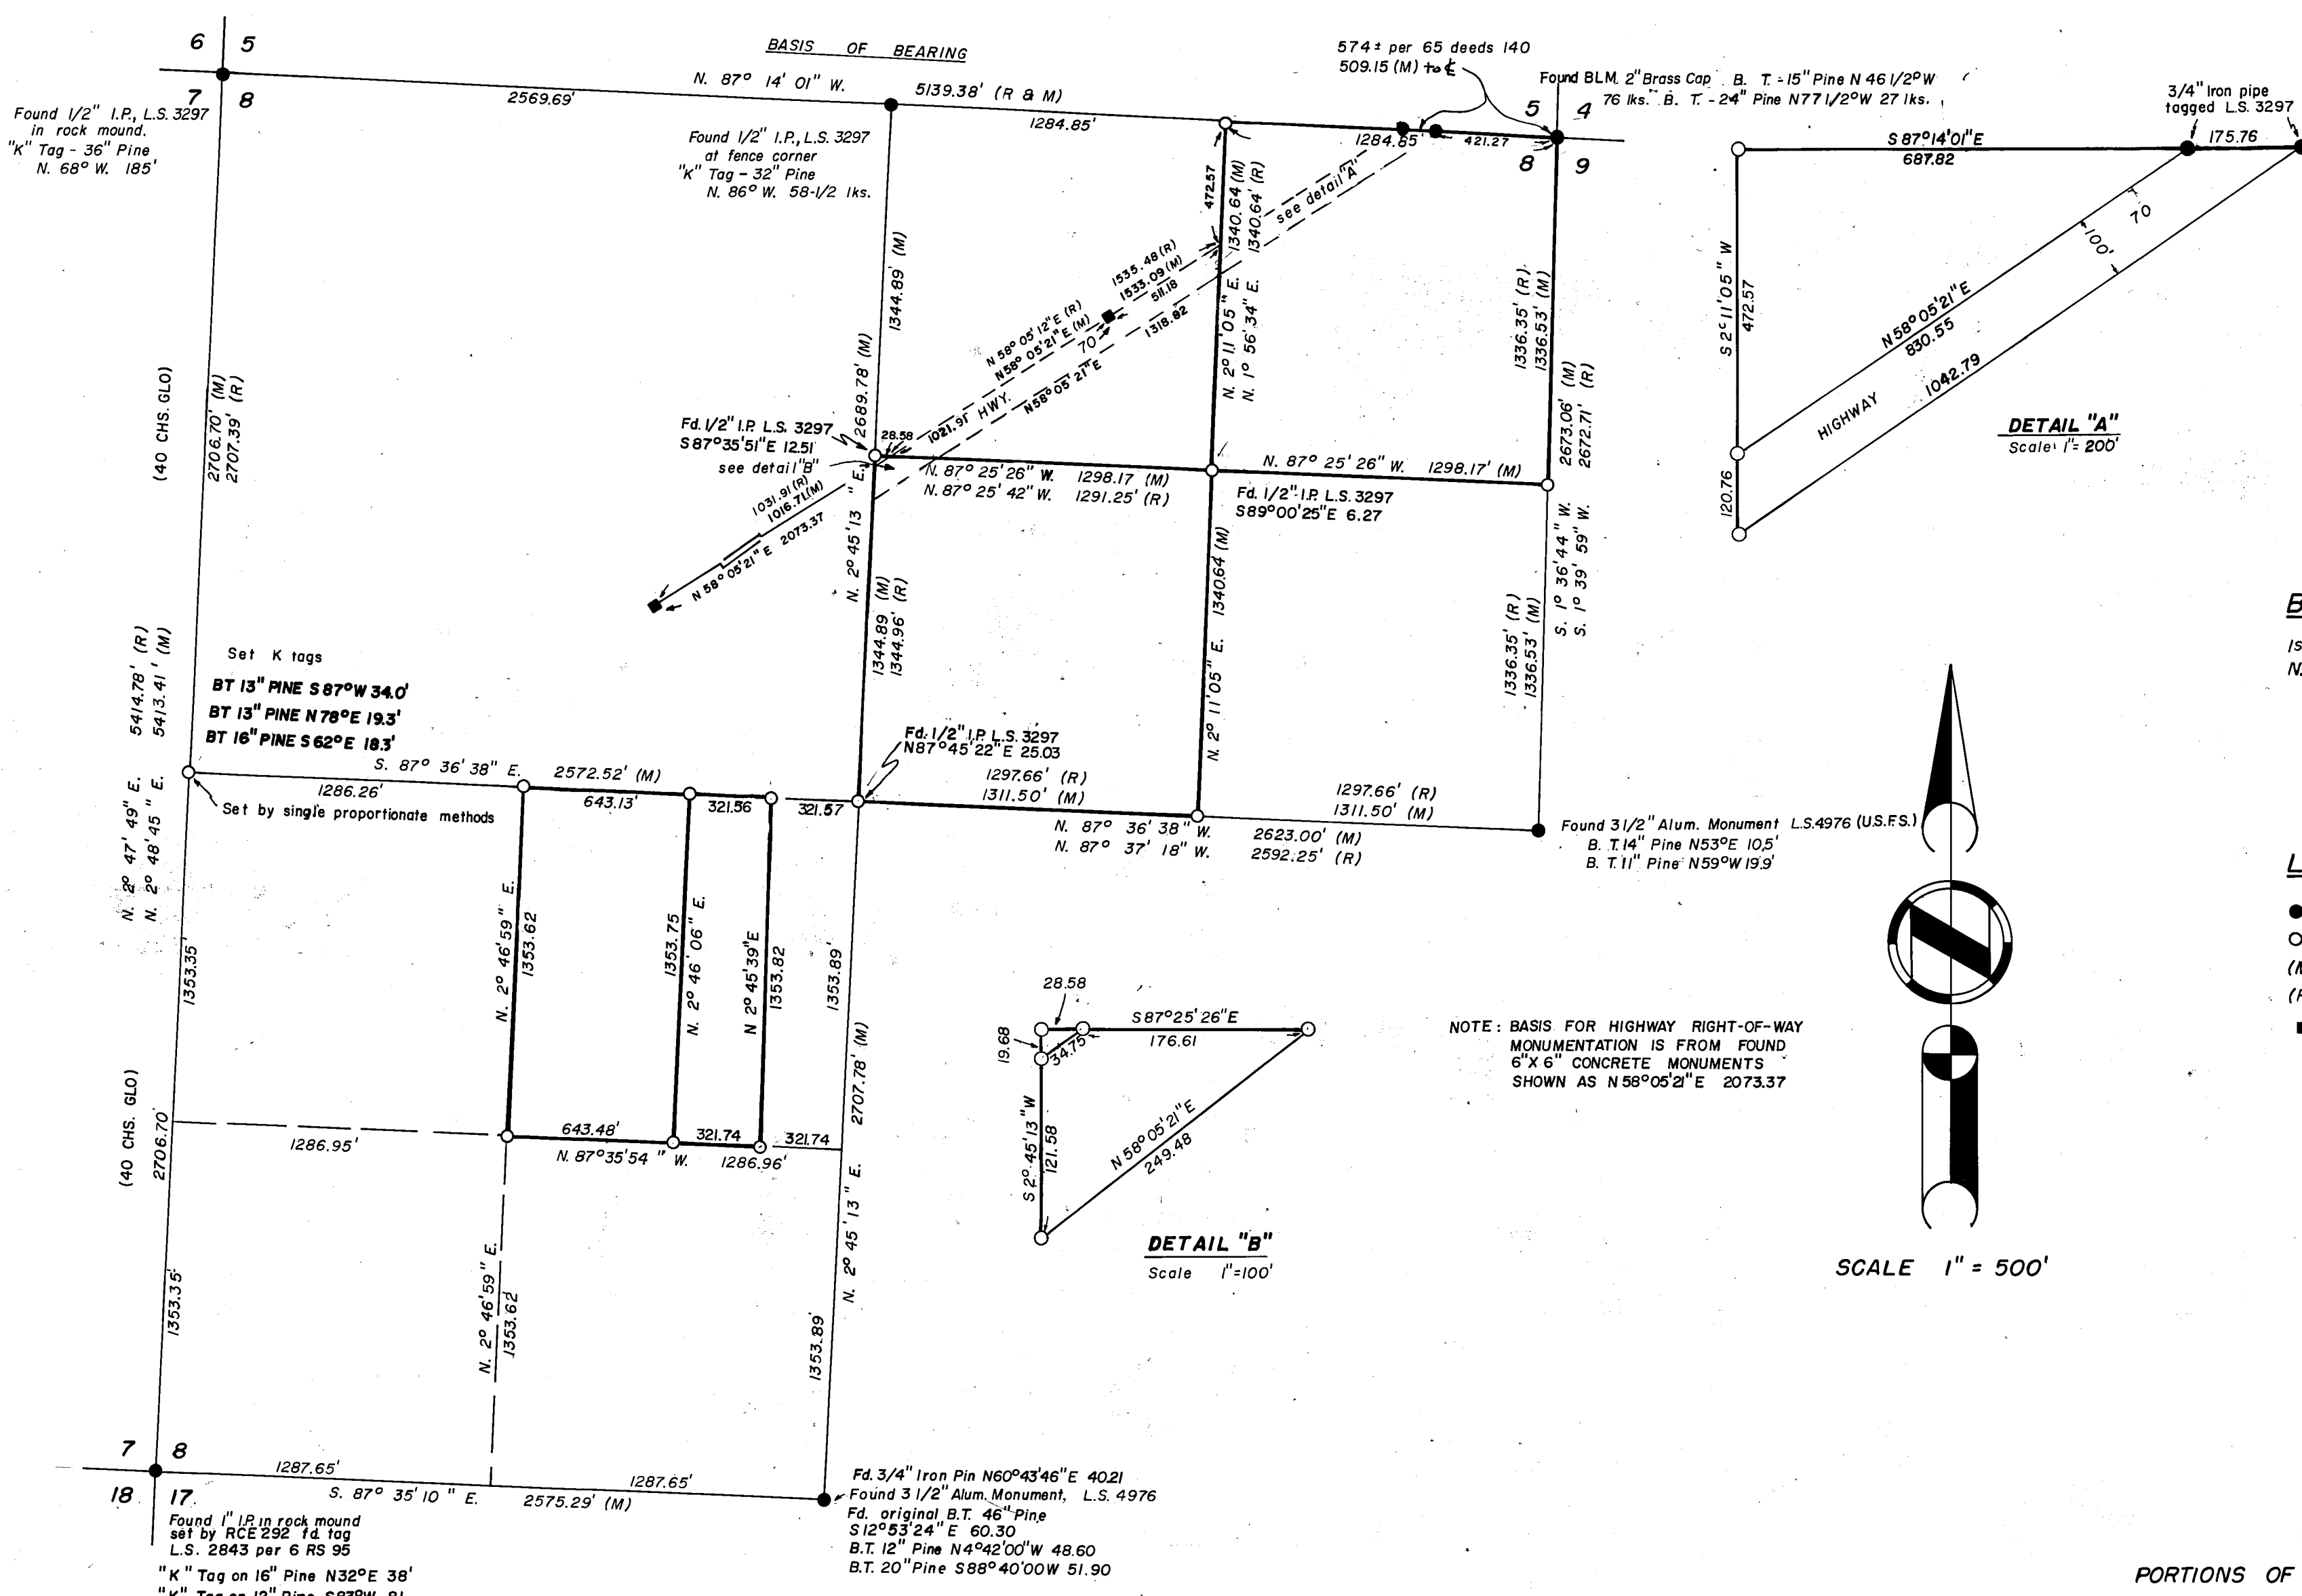 6 5
7 8
BASIS OF BEARING
N. 87° 14' 01" W.
2569.69'
5139.38' (R & M)
1284.85'
574± per 65 deeds 140
509.15 (M) to ℄
Found BLM. 2" Brass Cap B. T. - 15" Pine N 46 1/2° W
76 lks. B. T. - 24" Pine N 77 1/2° W 27 lks.
5 4
8 9
1284.85'
421.27
3/4" Iron pipe
tagged L.S. 3297
175.76
S 87°14'01"E
687.82
S 2°11'05" W
472.57
120.76
N 58°05'21"E
830.55
1042.79
HIGHWAY
70
100'
DETAIL "A"
Scale: 1"= 200'
Found 1/2" I.P., L.S. 3297
in rock mound.
"K" Tag - 36" Pine
N. 68° W. 185'
Found 1/2" I.P., L.S. 3297
at fence corner
"K" Tag - 32" Pine
N. 86° W. 58-1/2 lks.
472.57
1340.64 (M)
1340.64' (R)
N. 2° 11' 05" E.
N. 1° 56' 34" E.
see detail "A"
1535.48 (R)
1533.09 (M)
511.18
1318.82
N 58° 05' 12" E (R)
N 58° 05' 21" E (M)
70
N 58° 05' 21" E
1021.91 HWY.
28.58
1344.89' (M)
2689.78' (M)
N. 2° 45' 13 " E.
1336.35' (R)
1336.53' (M)
2673.06' (M)
2672.71' (R)
S. 1° 36' 44" W.
S. 1° 39' 59" W.
(40 CHS. GLO)
2706.70' (M)
2707.39' (R)
Fd. 1/2" I.P. L.S. 3297
S 87°35'51"E 12.51
see detail "B"
N. 87° 25' 26" W. 1298.17 (M)
N. 87° 25' 42" W. 1291.25' (R)
N. 87° 25' 26" W. 1298.17' (M)
Fd. 1/2" I.P. L.S. 3297
S 89°00'25"E 6.27
1031.91 (R)
1016.71 (M)
N 58° 05' 21" E 2073.37
1344.89 (M)
1344.96' (R)
N. 2° 11' 05" E. 1340.64 (M)
1336.35' (R)
1336.53' (M)
5414.78' (R)
5413.41' (M)
N. 2° 47' 49" E.
N. 2° 48' 45" E.
Set K tags
BT 13" PINE S 87° W 34.0'
BT 13" PINE N 78° E 19.3'
BT 16" PINE S 62° E 18.3'
S. 87° 36' 38" E. 2572.52' (M)
1286.26'
643.13'
321.56
321.57
Set by single proportionate methods
Fd. 1/2" I.P. L.S. 3297
N87°45'22"E 25.03
1297.66' (R)
1311.50' (M)
1297.66' (R)
1311.50' (M)
N. 87° 36' 38" W. 2623.00' (M)
N. 87° 37' 18" W. 2592.25' (R)
Found 3 1/2" Alum. Monument L.S. 4976 (U.S.F.S.)
B. T. 14" Pine N53°E 10.5'
B. T. 11" Pine N59°W 19.9'
N. 2° 46' 59" E.
1353.62
1353.75
N. 2° 46' 06" E.
N 2° 45' 39" E
1353.82
1353.89'
2707.78' (M)
N. 2° 45' 13" E.
1353.35'
(40 CHS. GLO)
2706.70'
1286.95'
643.48'
321.74
321.74
N. 87°35'54 " W. 1286.96'
28.58
S 87°25'26"E
176.61
19.68
34.75
S 2°45'13"W
121.58
N 58°05'21"E
249.48
DETAIL "B"
Scale 1"=100'
NOTE: BASIS FOR HIGHWAY RIGHT-OF-WAY
MONUMENTATION IS FROM FOUND
6"X 6" CONCRETE MONUMENTS
SHOWN AS N 58°05'21"E 2073.37
SCALE 1" = 500'
1353.35'
N. 2° 46' 59" E.
1353.62'
1353.89'
7 8
18 17
1287.65'
1287.65'
S. 87° 35' 10 " E. 2575.29' (M)
Found 1" I.P. in rock mound
set by RCE 292 fd. tag
L.S. 2843 per 6 RS 95
"K" Tag on 16" Pine N32°E 38'
Fd. 3/4" Iron Pin N60°43'46"E 40.21
Found 3 1/2" Alum. Monument, L.S. 4976
Fd. original B.T. 46" Pine
S 12°53'24" E 60.30
B.T. 12" Pine N4°42'00"W 48.60
B.T. 20" Pine S88°40'00W 51.90
PORTIONS OF